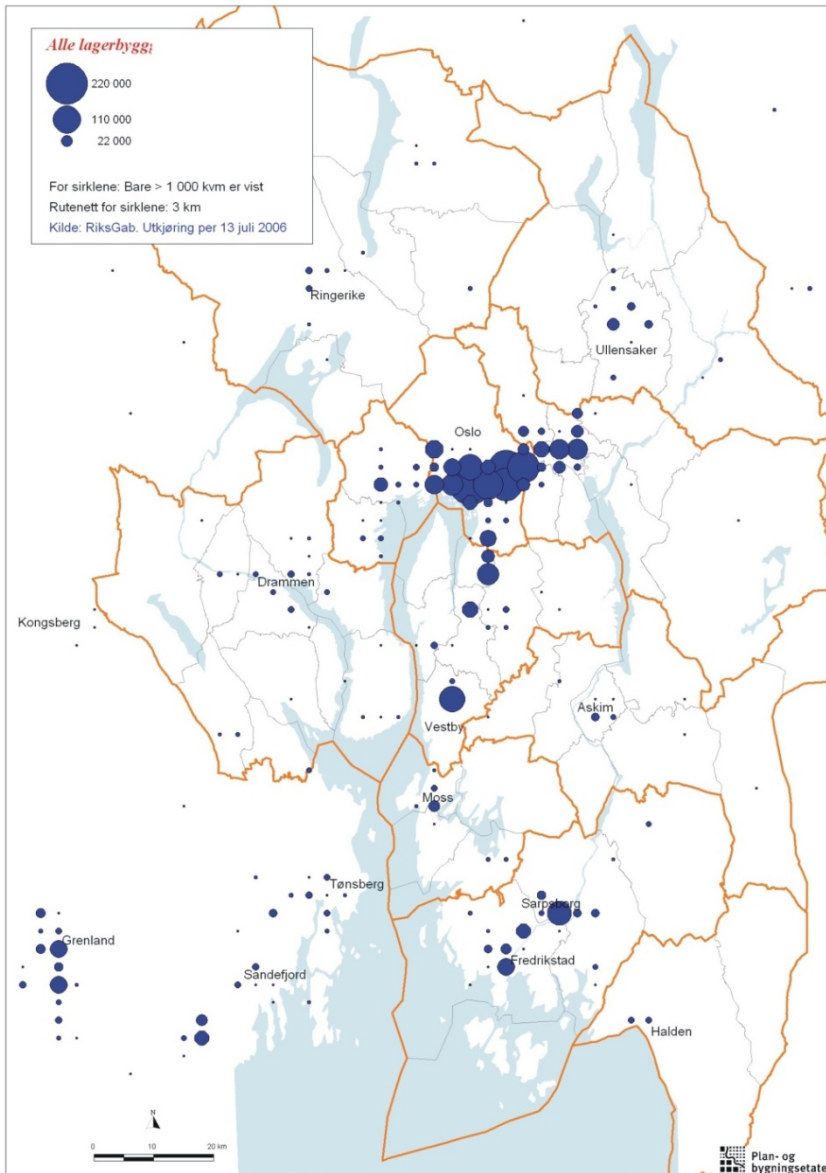 Alle lagerbygg
220 000
110 000
22 000
For sirklene: Bare > 1 000 kvm er vist
Rutenett for sirklene: 3 km
Kilde: RiksGab. Utkjøring per 13 juli 2006
Ringerike
Ullensaker
Oslo
Drammen
Kongsberg
Askim
Vestby
Moss
Tønsberg
Sarpsborg
Grenland
Fredrikstad
Sandefjord
Halden
N
0 10 20 km
Plan- og
bygningsetaten